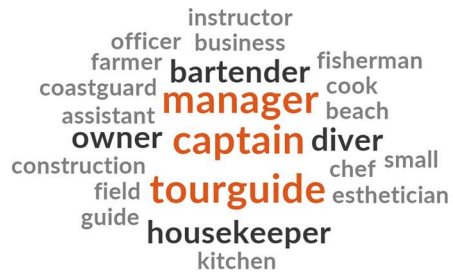 instructor
officer business
farmer bartender fisherman
coastguard manager cook
assistant beach
owner captain diver
construction chef small
field tourguide esthetician
guide housekeeper
kitchen